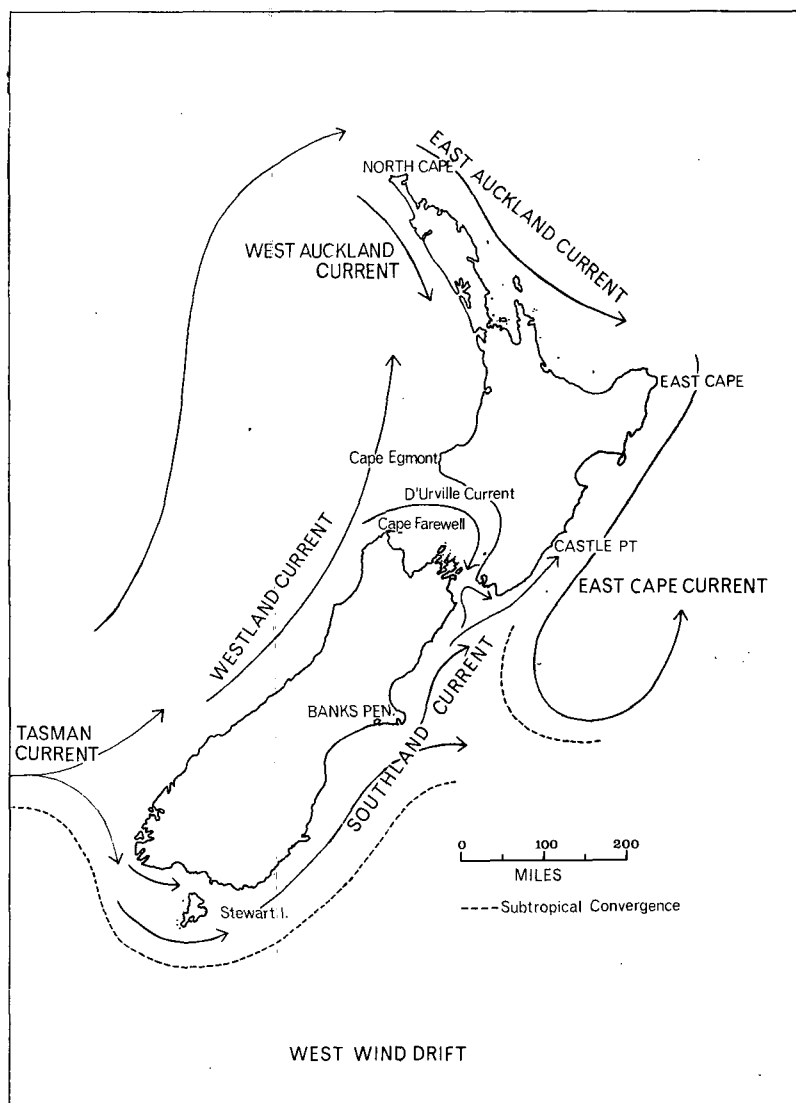 NORTH CAPE
EAST AUCKLAND CURRENT
WEST AUCKLAND
CURRENT
EAST CAPE
Cape Egmont
D'Urville Current
Cape Farewell
CASTLE PT
EAST CAPE CURRENT
WESTLAND CURRENT
BANKS PEN.
SOUTHLAND CURRENT
TASMAN
CURRENT
0 100 200
MILES
Stewart I.
Subtropical Convergence
WEST WIND DRIFT